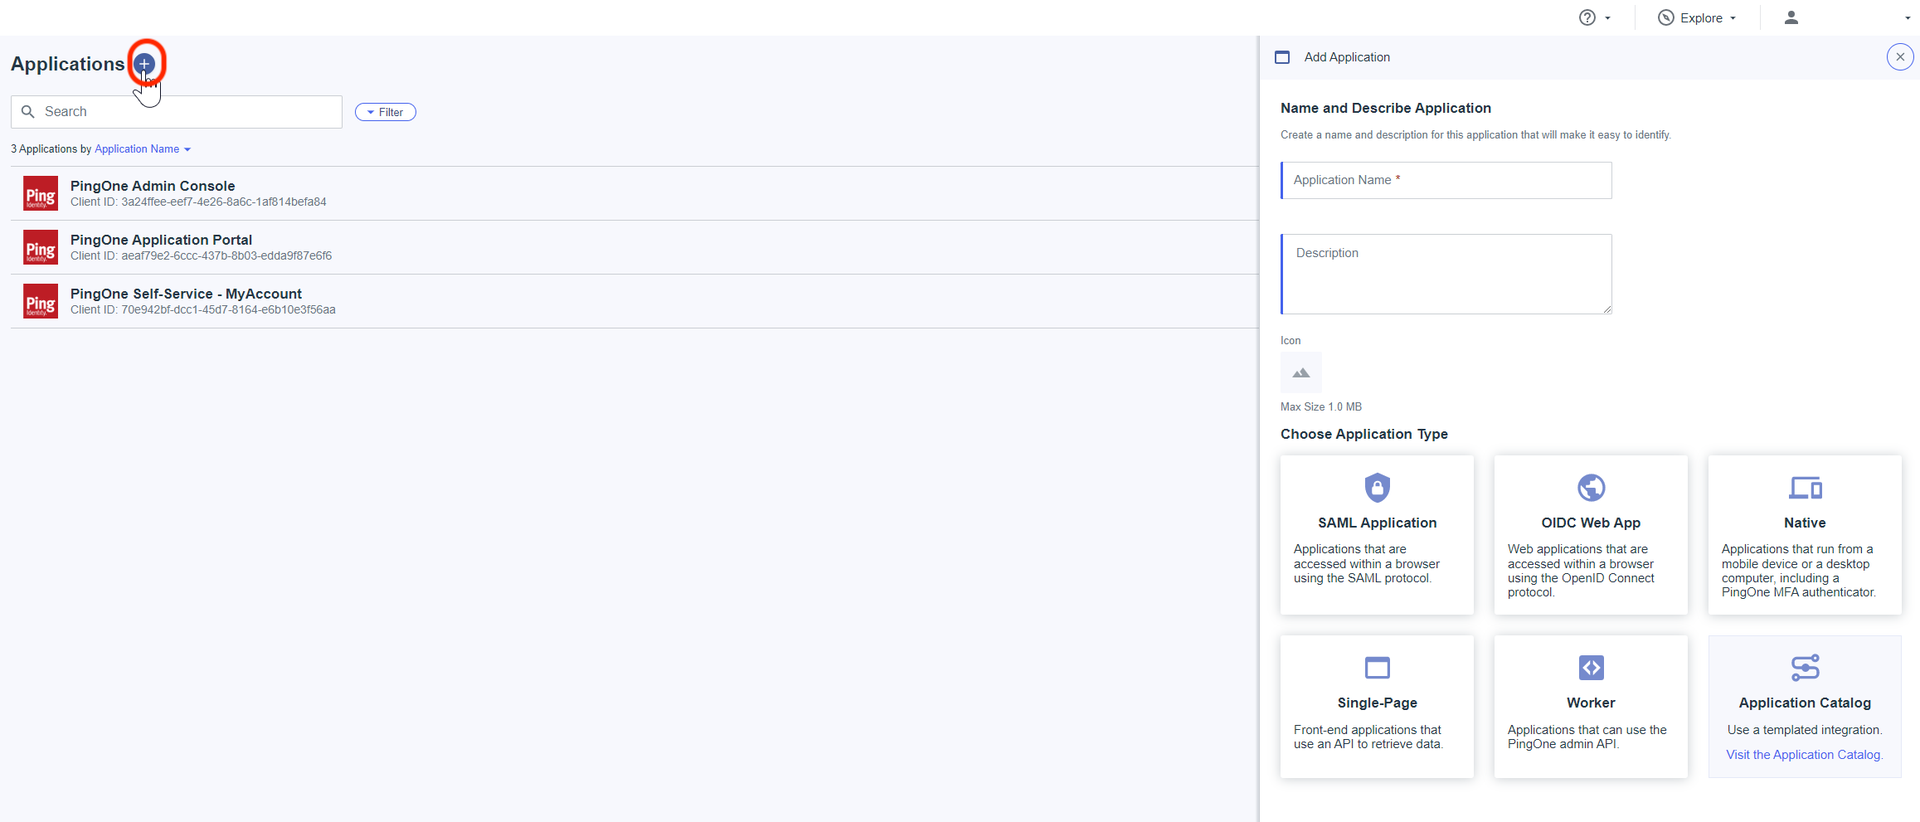 Explore
Applications
Search
Filter
3 Applications by Application Name
Ping
Identity.
PingOne Admin Console
Client ID: 3a24ffee-eef7-4e26-8a6c-1af814befa84
Ping
Identity.
PingOne Application Portal
Client ID: aeaf79e2-6ccc-437b-8b03-edda9f87e6f6
Ping
Identity.
PingOne Self-Service - MyAccount
Client ID: 70e942bf-dcc1-45d7-8164-e6b10e3f56aa
Add Application
Name and Describe Application
Create a name and description for this application that will make it easy to identify.
Application Name *
Description
Icon
Max Size 1.0 MB
Choose Application Type
SAML Application
Applications that are
accessed within a browser
using the SAML protocol.
OIDC Web App
Web applications that are
accessed within a browser
using the OpenID Connect
protocol.
Native
Applications that run from a
mobile device or a desktop
computer, including a
PingOne MFA authenticator.
Single-Page
Front-end applications that
use an API to retrieve data.
Worker
Applications that can use the
PingOne admin API.
Application Catalog
Use a templated integration.
Visit the Application Catalog.